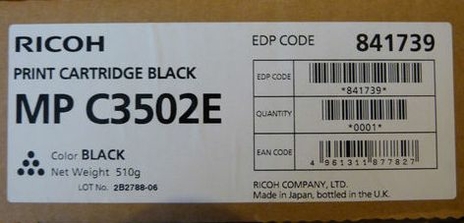 RICOH
PRINT CARTRIDGE BLACK
MP C3502E
Color BLACK
Net Weight 510g
LOT No. 2B2788-06
EDP CODE 841739
EDP CODE
*841739*
QUANTITY
*0001*
EAN CODE
4 961311 877827
RICOH COMPANY, LTD.
Made in Japan, bottled in the U.K.